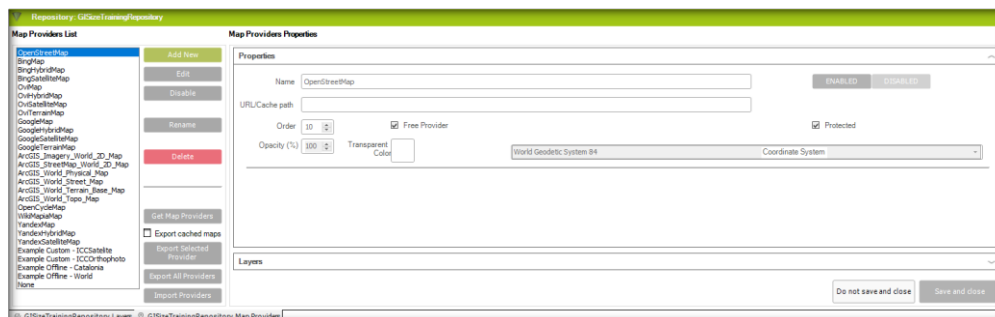 Repository: GISizeTrainingRepository
Map Providers List
OpenStreetMap
BingMap
BingHybridMap
BingSatelliteMap
OviMap
OviHybridMap
OviSatelliteMap
OviTerrainMap
GoogleMap
GoogleHybridMap
GoogleSatelliteMap
GoogleTerrainMap
ArcGIS_Imagery_World_2D_Map
ArcGIS_StreetMap_World_2D_Map
ArcGIS_World_Physical_Map
ArcGIS_World_Street_Map
ArcGIS_World_Terrain_Base_Map
ArcGIS_World_Topo_Map
OpenCycleMap
WikiMapiaMap
YandexMap
YandexHybridMap
YandexSatelliteMap
Example Custom - ICCSatelite
Example Custom - ICCOrthophoto
Example Offline - Catalonia
Example Offline - World
None
Add New
Edit
Disable
Rename
Delete
Get Map Providers
Export cached maps
Export Selected
Provider
Export All Providers
Import Providers
Map Providers Properties
Properties
Name OpenStreetMap
ENABLED DISABLED
URL/Cache path
Order 10 Free Provider Protected
Opacity (%) 100 Transparent
Color
World Geodetic System 84 Coordinate System
Layers
Do not save and close Save and close
GISizeTrainingRepository Layers GISizeTrainingRepository Map Providers